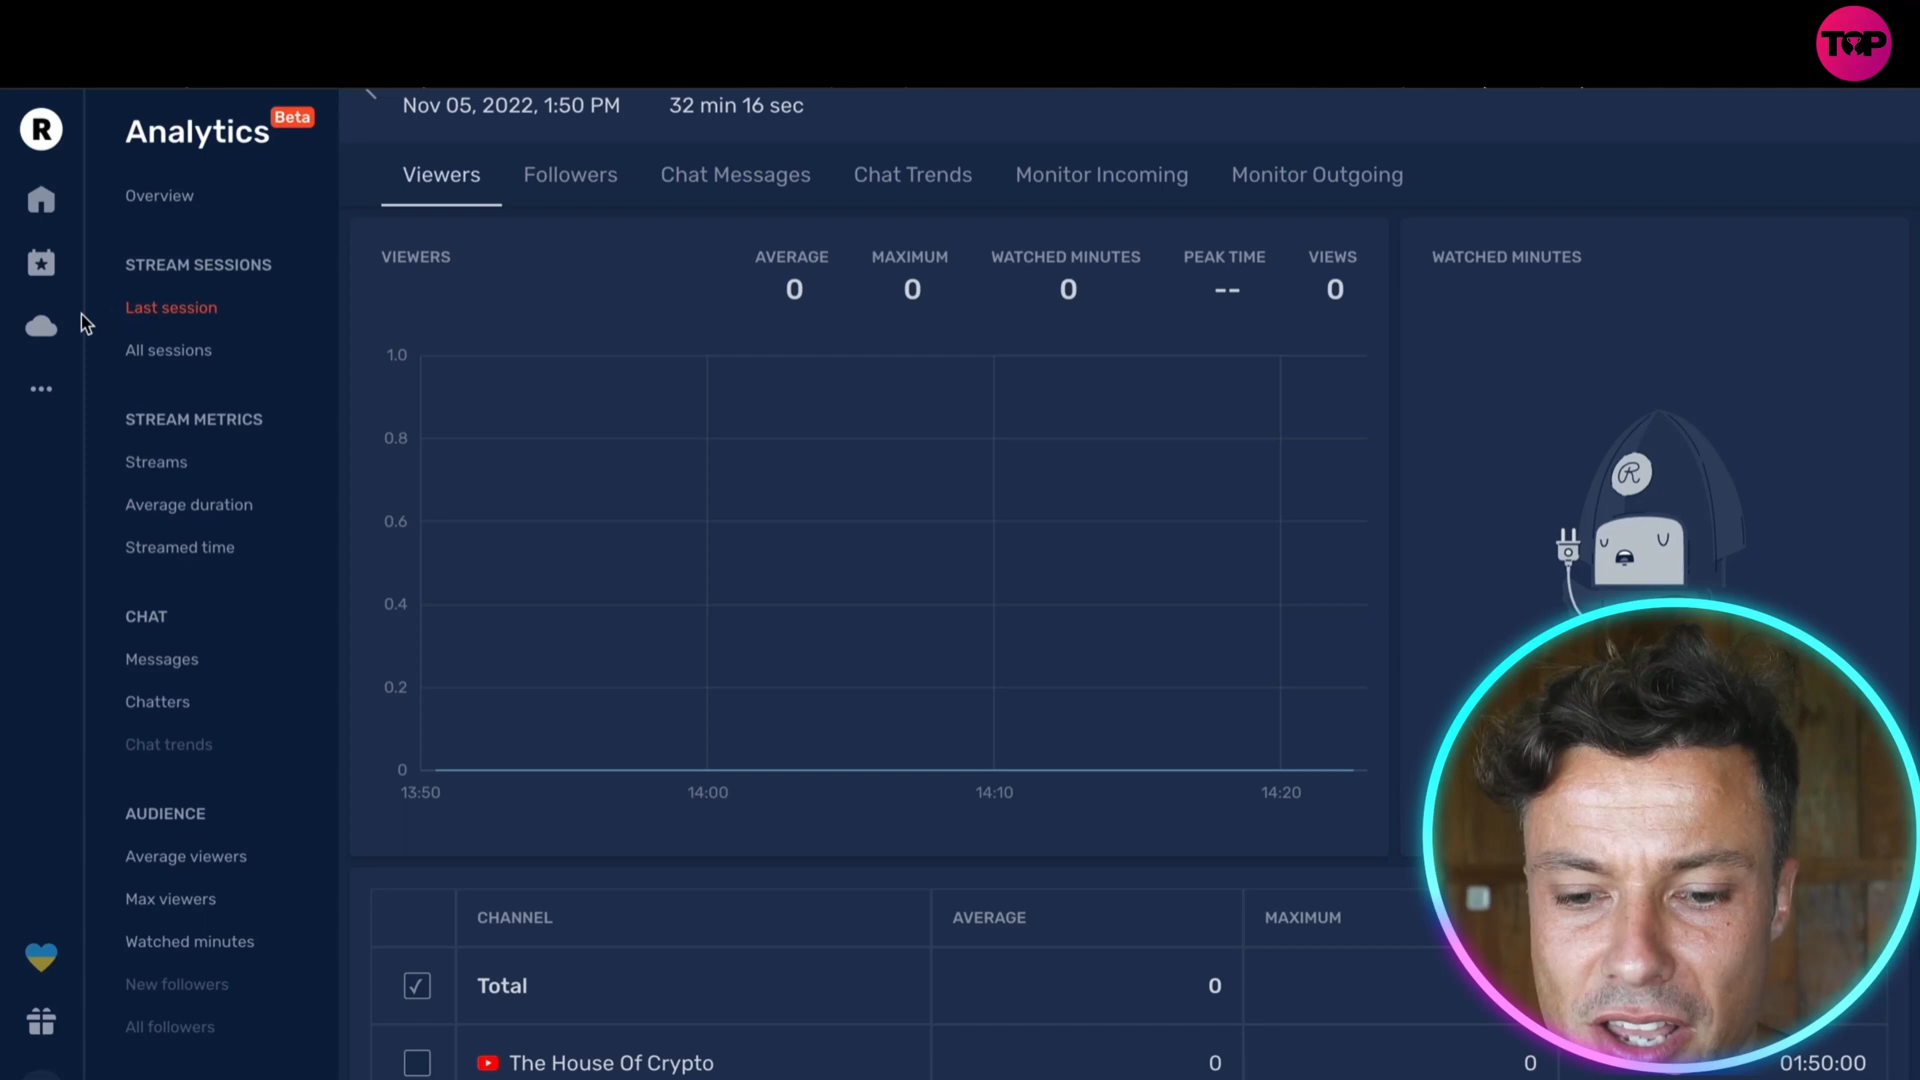 TOP
R
Analytics
Beta
Nov 05, 2022, 1:50 PM
32 min 16 sec
Overview
STREAM SESSIONS
Last session
All sessions
STREAM METRICS
Streams
Average duration
Streamed time
CHAT
Messages
Chatters
Chat trends
AUDIENCE
Average viewers
Max viewers
Watched minutes
New followers
All followers
Viewers
Followers
Chat Messages
Chat Trends
Monitor Incoming
Monitor Outgoing
VIEWERS
AVERAGE
0
MAXIMUM
0
WATCHED MINUTES
0
PEAK TIME
--
VIEWS
0
1.0
0.8
0.6
0.4
0.2
0
13:50
14:00
14:10
14:20
WATCHED MINUTES
R
CHANNEL
AVERAGE
MAXIMUM
Total
0
The House Of Crypto
0
0
01:50:00